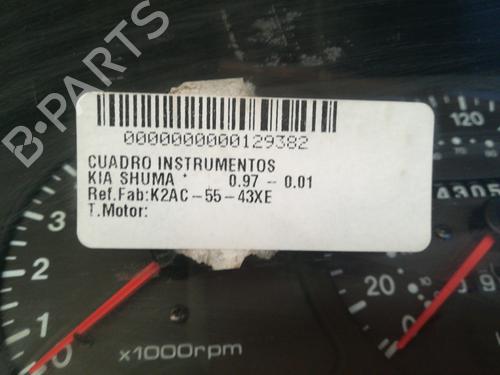 B-PARTS
0000000000129382
CUADRO INSTRUMENTOS
KIA SHUMA * 0.97 - 0.01
Ref.Fab:K2AC-55-43XE
T.Motor:
120
4305
3
2
1
0
20
0
x1000rpm